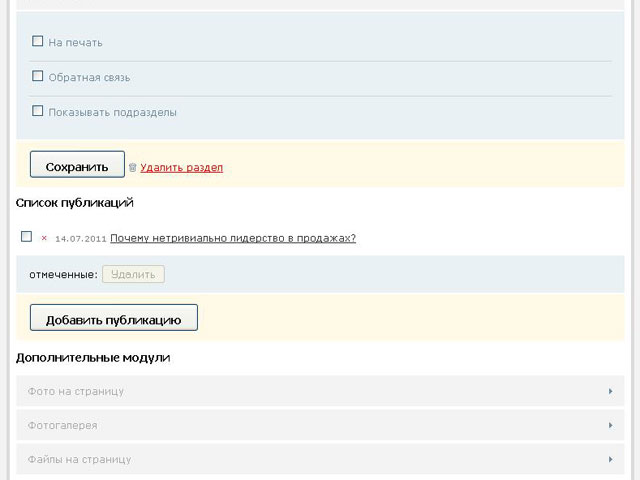 На печать
Обратная связь
Показывать подразделы
Сохранить Удалить раздел
Список публикаций
× 14.07.2011 Почему нетривиально лидерство в продажах?
отмеченные: Удалить
Добавить публикацию
Дополнительные модули
Фото на страницу
Фотогалерея
Файлы на страницу